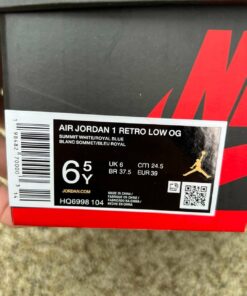 AIR JORDAN 1 RETRO LOW OG
SUMMIT WHITE/ROYAL BLUE
BLANC SOMMET/BLEU ROYAL
6.5Y
UK 6
CM 24.5
BR 37.5
EUR 39
JORDAN.COM
MADE IN CHINA /
HQ6998 104